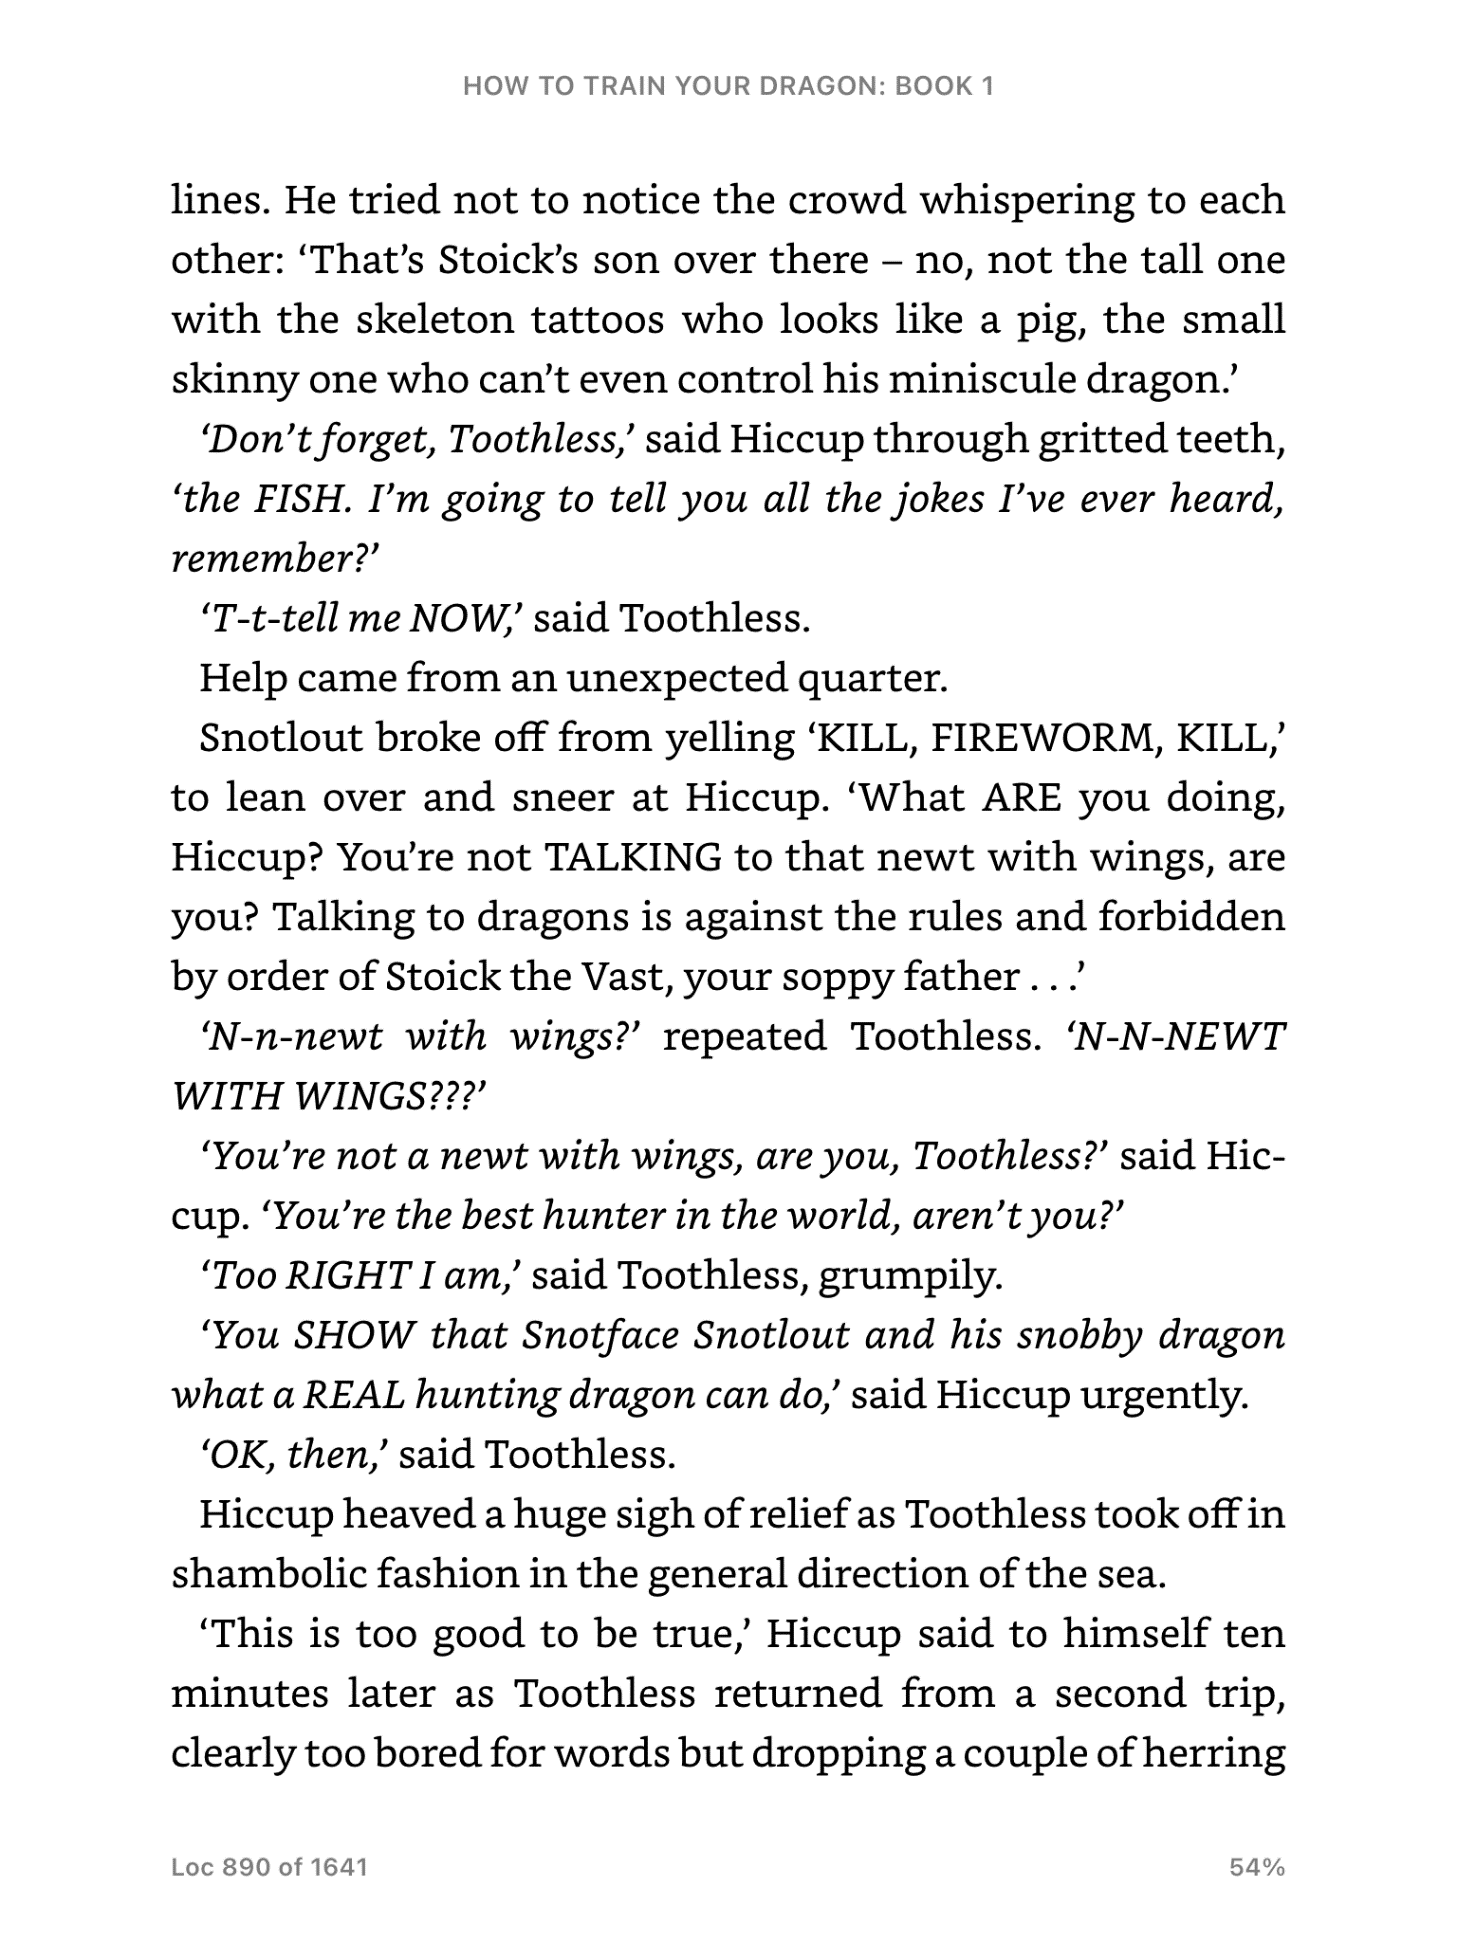 HOW TO TRAIN YOUR DRAGON: BOOK 1
lines. He tried not to notice the crowd whispering to each
other: ‘That’s Stoick’s son over there – no, not the tall one
with the skeleton tattoos who looks like a pig, the small
skinny one who can’t even control his miniscule dragon.’
‘Don’t forget, Toothless,’ said Hiccup through gritted teeth,
‘the FISH. I’m going to tell you all the jokes I’ve ever heard,
remember?’
‘T-t-tell me NOW,’ said Toothless.
Help came from an unexpected quarter.
Snotlout broke off from yelling ‘KILL, FIREWORM, KILL,’
to lean over and sneer at Hiccup. ‘What ARE you doing,
Hiccup? You’re not TALKING to that newt with wings, are
you? Talking to dragons is against the rules and forbidden
by order of Stoick the Vast, your soppy father . . .’
‘N-n-newt with wings?’ repeated Toothless. ‘N-N-NEWT
WITH WINGS???’
‘You’re not a newt with wings, are you, Toothless?’ said Hic-
cup. ‘You’re the best hunter in the world, aren’t you?’
‘Too RIGHT I am,’ said Toothless, grumpily.
‘You SHOW that Snotface Snotlout and his snobby dragon
what a REAL hunting dragon can do,’ said Hiccup urgently.
‘OK, then,’ said Toothless.
Hiccup heaved a huge sigh of relief as Toothless took off in
shambolic fashion in the general direction of the sea.
‘This is too good to be true,’ Hiccup said to himself ten
minutes later as Toothless returned from a second trip,
clearly too bored for words but dropping a couple of herring
Loc 890 of 1641
54%